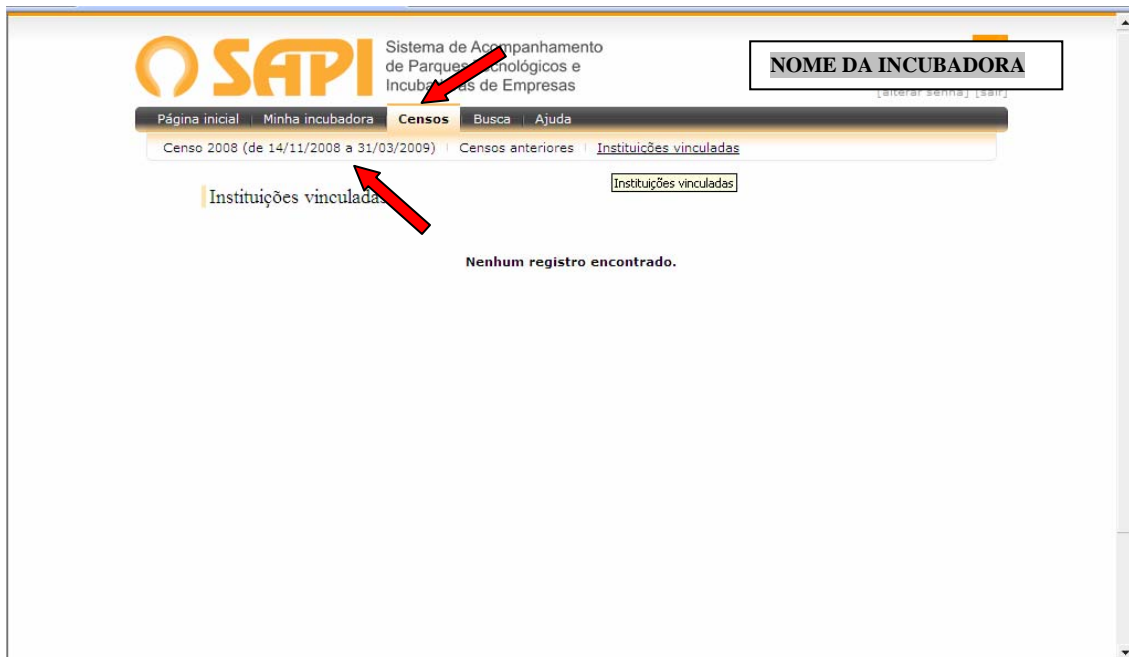 SAPI
Sistema de Acompanhamento
de Parques Tecnológicos e
Incubadoras de Empresas
NOME DA INCUBADORA
[alterar senha] [sair]
Página inicial | Minha incubadora | Censos | Busca | Ajuda
Censo 2008 (de 14/11/2008 a 31/03/2009) | Censos anteriores | Instituições vinculadas
Instituições vinculadas
Instituições vinculadas
Nenhum registro encontrado.